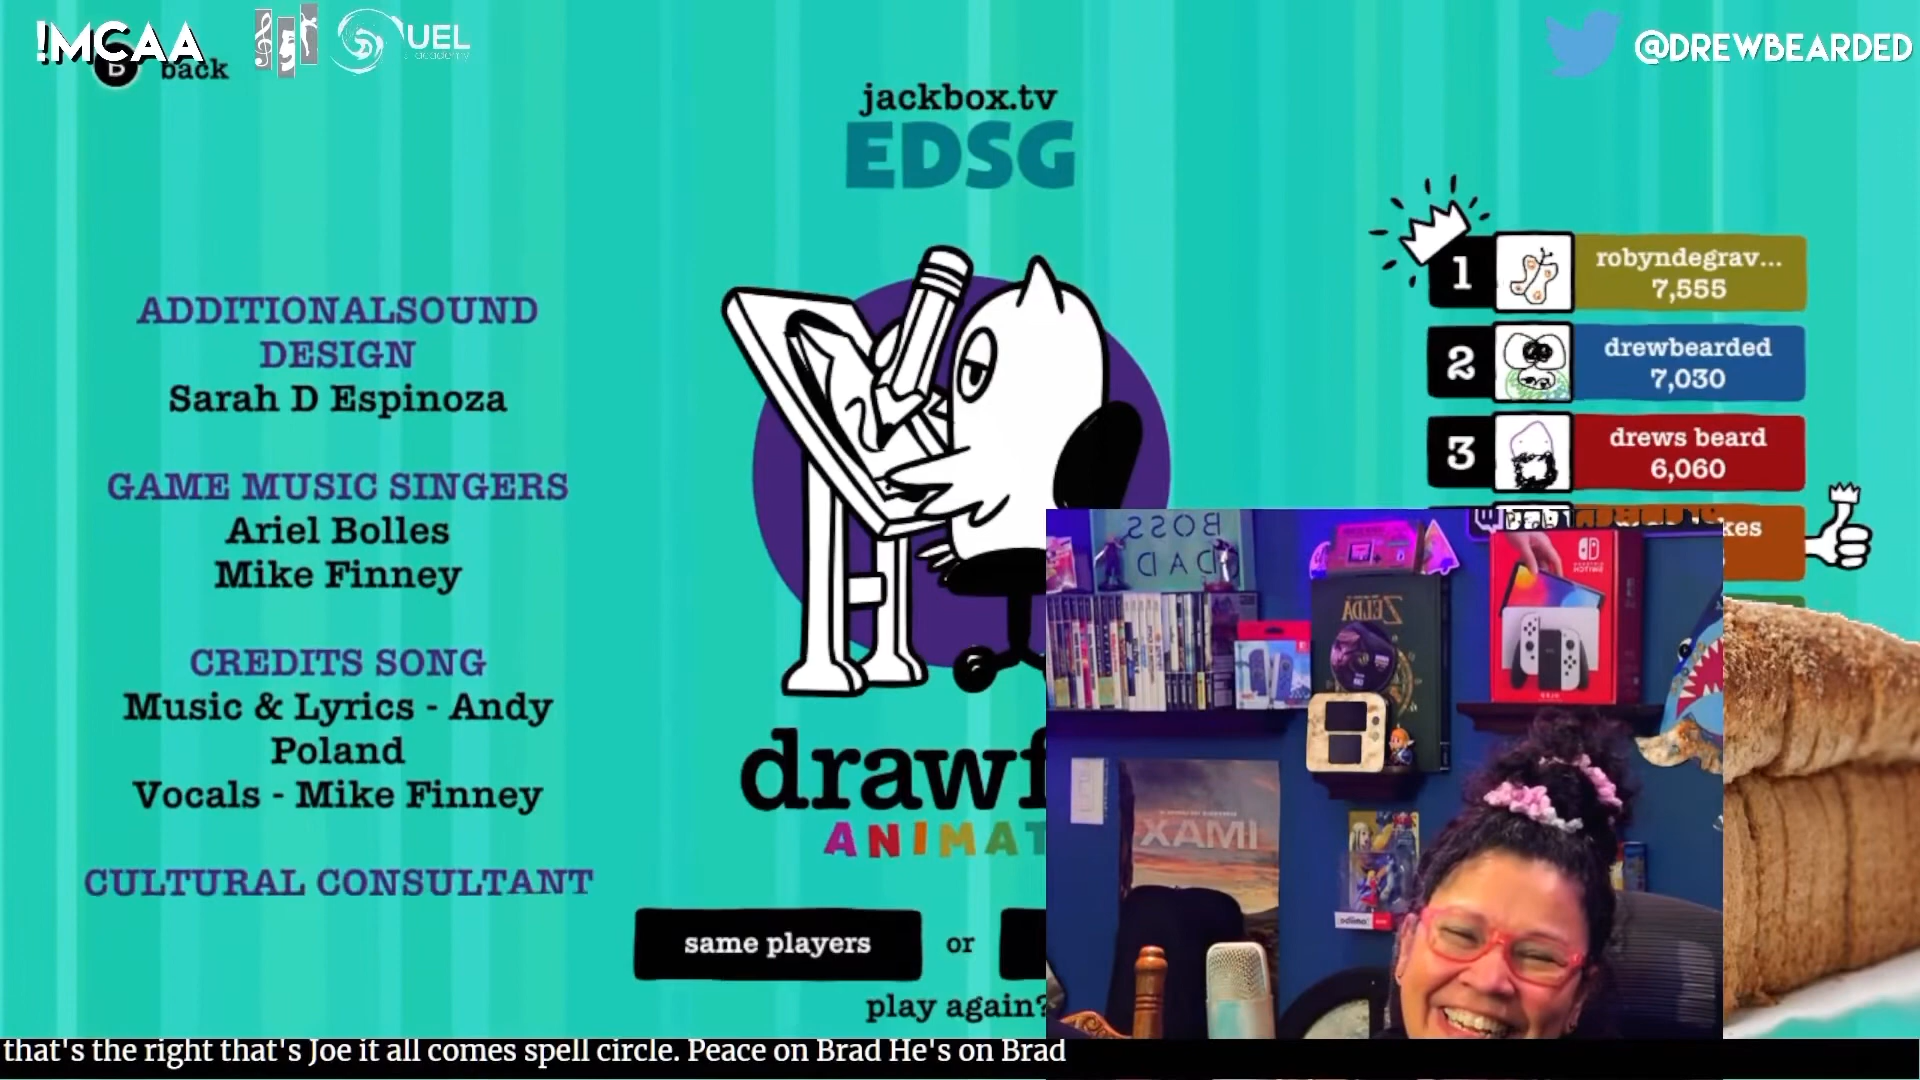 !MCAA
B back
UEL
academy
@DREWBEARDED
jackbox.tv
EDSG
ADDITIONALSOUND
DESIGN
Sarah D Espinoza
GAME MUSIC SINGERS
Ariel Bolles
Mike Finney
CREDITS SONG
Music & Lyrics - Andy
Poland
Vocals - Mike Finney
CULTURAL CONSULTANT
1
robyndegrav...
7,555
2
drewbearded
7,030
3
drews beard
6,060
kes
BOSS
DAD
ZELDA
IMAX
drawf
ANIMAT
same players
or
play again?
that's the right that's Joe it all comes spell circle. Peace on Brad He's on Brad